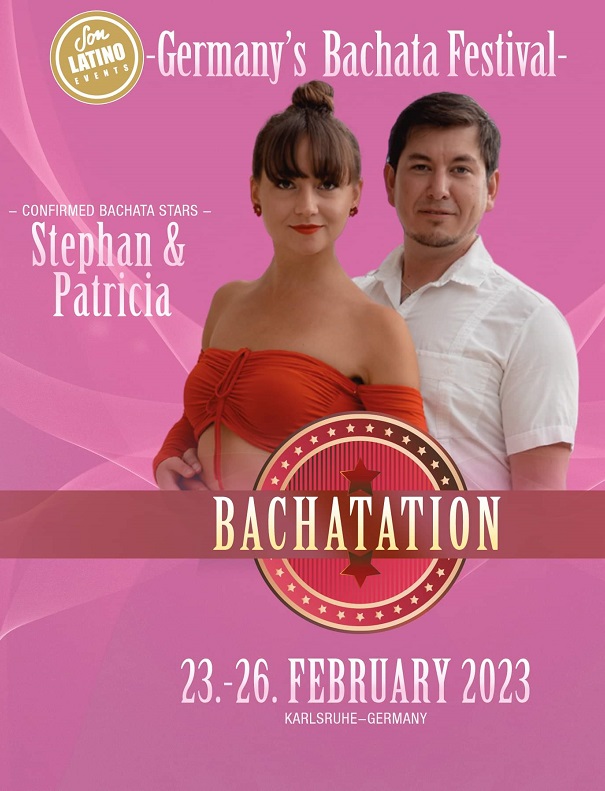 Son
LATINO
EVENTS
-Germany's Bachata Festival-
– CONFIRMED BACHATA STARS –
Stephan &
Patricia
BACHATATION
23.-26. FEBRUARY 2023
KARLSRUHE–GERMANY